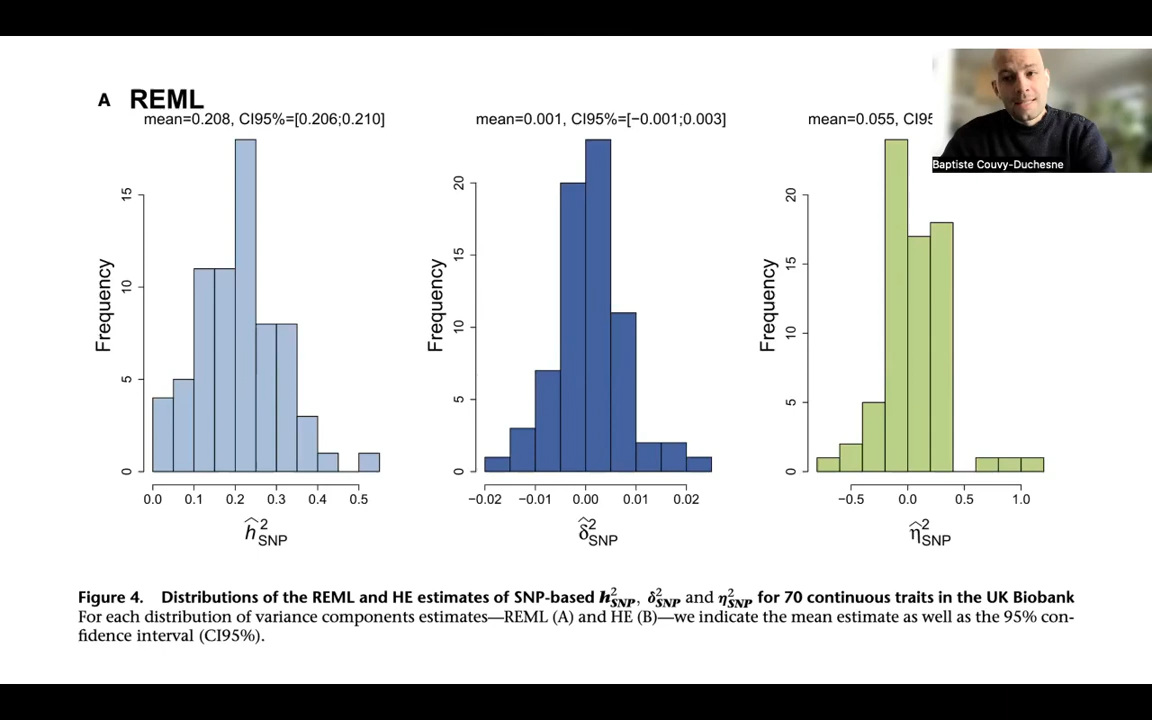 A REML
mean=0.208, CI95%=[0.206;0.210]
mean=0.001, CI95%=[−0.001;0.003]
mean=0.055, CI95
Baptiste Couvy-Duchesne
Frequency
0 5 10 15
0.0 0.1 0.2 0.3 0.4 0.5
ĥ²SNP
Frequency
0 5 10 15 20
−0.02 −0.01 0.00 0.01 0.02
δ̂²SNP
Frequency
0 5 10 15 20
−0.5 0.0 0.5 1.0
η̂²SNP
Figure 4. Distributions of the REML and HE estimates of SNP-based h²SNP, δ²SNP and η²SNP for 70 continuous traits in the UK Biobank
For each distribution of variance components estimates—REML (A) and HE (B)—we indicate the mean estimate as well as the 95% con-
fidence interval (CI95%).